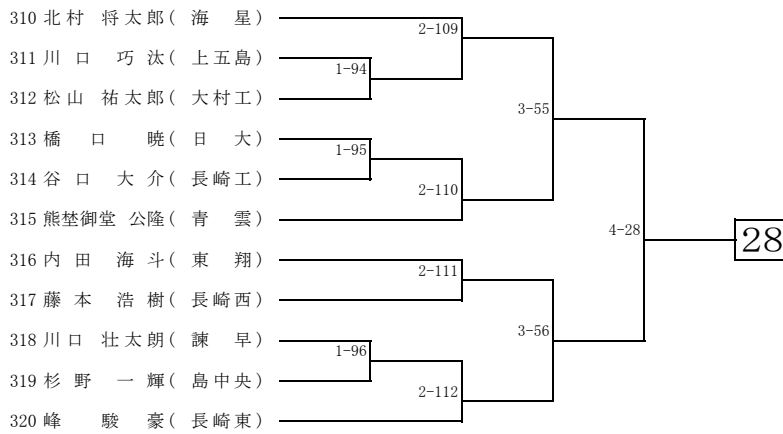 310 北村 将太郎( 海 星)
2-109
311 川 口 巧 汰( 上五島)
1-94
312 松山 祐太郎( 大村工)
3-55
313 橋 口 暁( 日 大)
1-95
314 谷 口 大 介( 長崎工)
2-110
315 熊埜御堂 公隆( 青 雲)
4-28
28
316 内 田 海 斗( 東 翔)
2-111
317 藤 本 浩 樹( 長崎西)
3-56
318 川口 壮太朗( 諫 早)
1-96
319 杉 野 一 輝( 島中央)
2-112
320 峰 駿 豪( 長崎東)